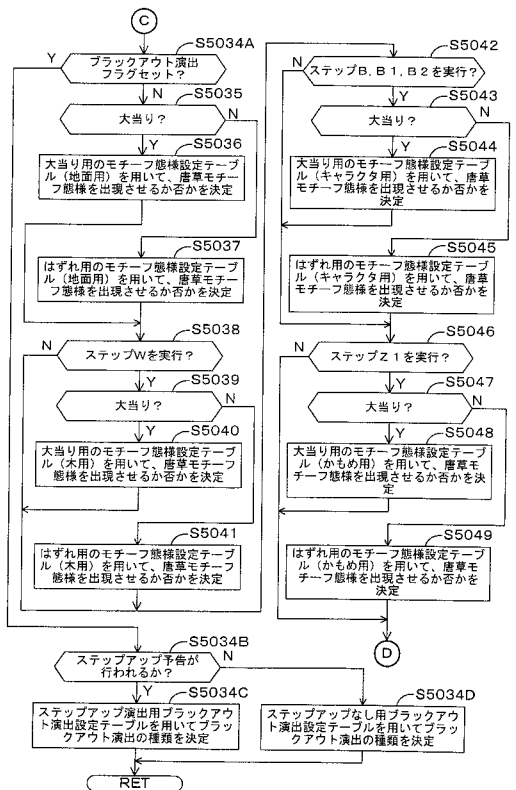 C
S5034A
ブラックアウト演出
フラグセット?
Y
N
S5035
大当り?
N
Y
S5036
大当り用のモチーフ態様設定テーブ
ル(地面用)を用いて、唐草モチー
フ態様を出現させるか否かを決定
S5037
はずれ用のモチーフ態様設定テーブ
ル(地面用)を用いて、唐草モチー
フ態様を出現させるか否かを決定
S5038
N
ステップWを実行?
Y
S5039
大当り?
N
Y
S5040
大当り用のモチーフ態様設定テーブ
ル(木用)を用いて、唐草モチーフ
態様を出現させるか否かを決定
S5041
はずれ用のモチーフ態様設定テーブ
ル(木用)を用いて、唐草モチーフ
態様を出現させるか否かを決定
S5042
N
ステップB,B1,B2を実行?
Y
S5043
大当り?
N
Y
S5044
大当り用のモチーフ態様設定テーブ
ル(キャラクタ用)を用いて、唐草
モチーフ態様を出現させるか否かを
決定
S5045
はずれ用のモチーフ態様設定テーブ
ル(キャラクタ用)を用いて、唐草
モチーフ態様を出現させるか否かを
決定
S5046
N
ステップZ1を実行?
Y
S5047
大当り?
N
Y
S5048
大当り用のモチーフ態様設定テーブ
ル(かもめ用)を用いて、唐草モ
チーフ態様を出現させるか否かを決
定
S5049
はずれ用のモチーフ態様設定テーブ
ル(かもめ用)を用いて、唐草モ
チーフ態様を出現させるか否かを決
定
D
S5034B
ステップアップ予告が
行われるか?
N
Y
S5034C
ステップアップ演出用ブラックアウ
ト演出設定テーブルを用いてブラッ
クアウト演出の種類を決定
S5034D
ステップアップなし用ブラックアウ
ト演出設定テーブルを用いてブラッ
クアウト演出の種類を決定
RET